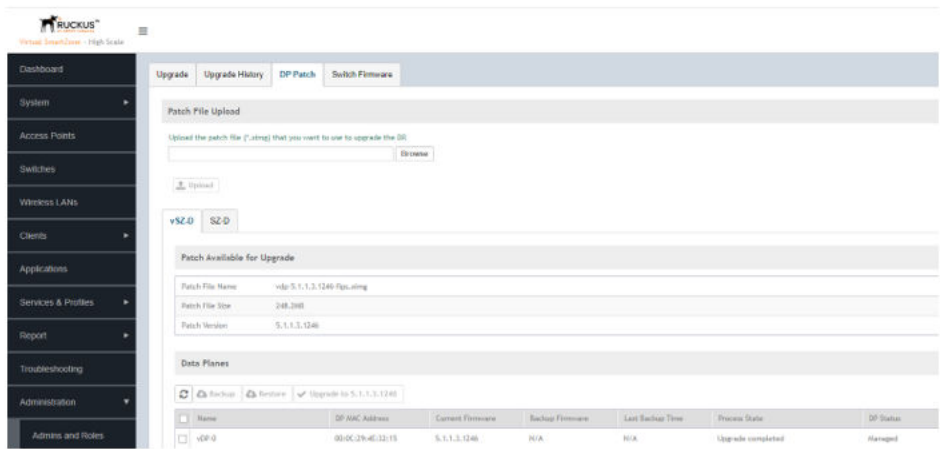 RUCKUS
Virtual SmartZone - High Scale
Dashboard
System
Access Points
Switches
Wireless LANs
Clients
Applications
Services & Profiles
Report
Troubleshooting
Administration
Admins and Roles
Upgrade Upgrade History DP Patch Switch Firmware
Patch File Upload
Upload the patch file (*.ximg) that you want to use to upgrade the DP.
Browse
Upload
vSZ-D SZ-D
Patch Available for Upgrade
Patch File Name vdp-5.1.1.3.1246-fips.ximg
Patch File Size
Patch Version 5.1.1.3.1246
Data Planes
Backup Restore Upgrade to 5.1.1.3.1246
Name DP MAC Address Current Firmware Backup Firmware Last Backup Time Process State DP Status
vDP-0 00:0C:29:4E:32:15 5.1.1.3.1246 N/A N/A Upgrade completed Managed